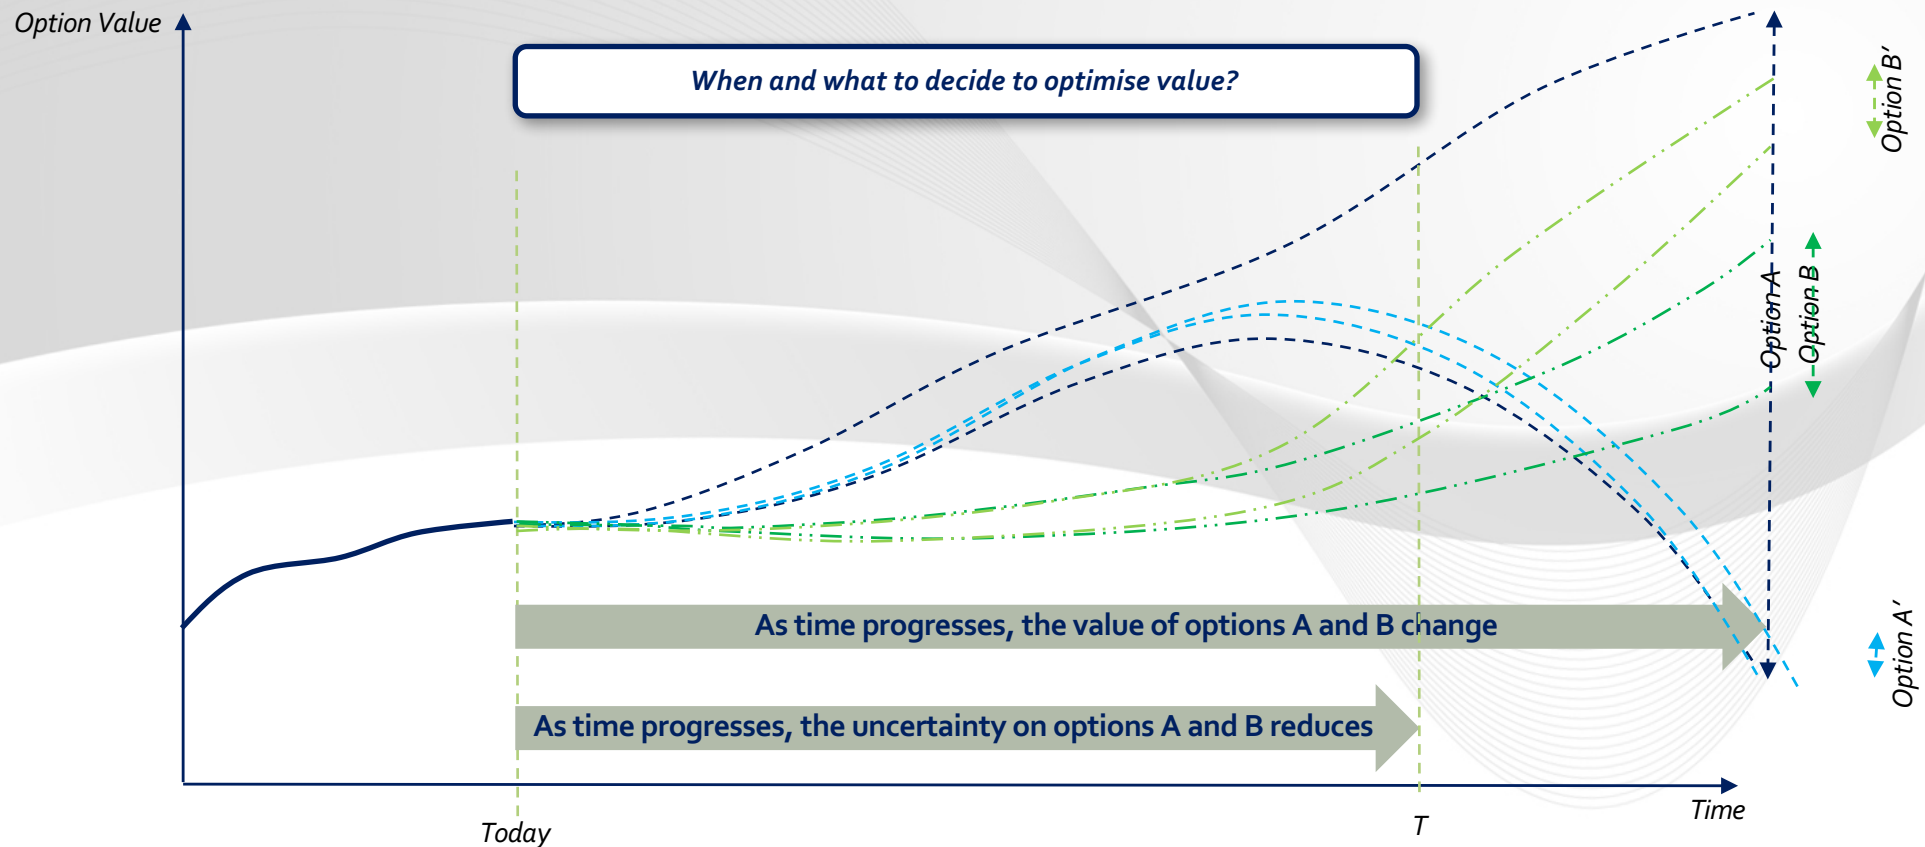 Option Value
When and what to decide to optimise value?
Option B′
Option A
Option B
As time progresses, the value of options A and B change
Option A′
As time progresses, the uncertainty on options A and B reduces
Time
Today
T